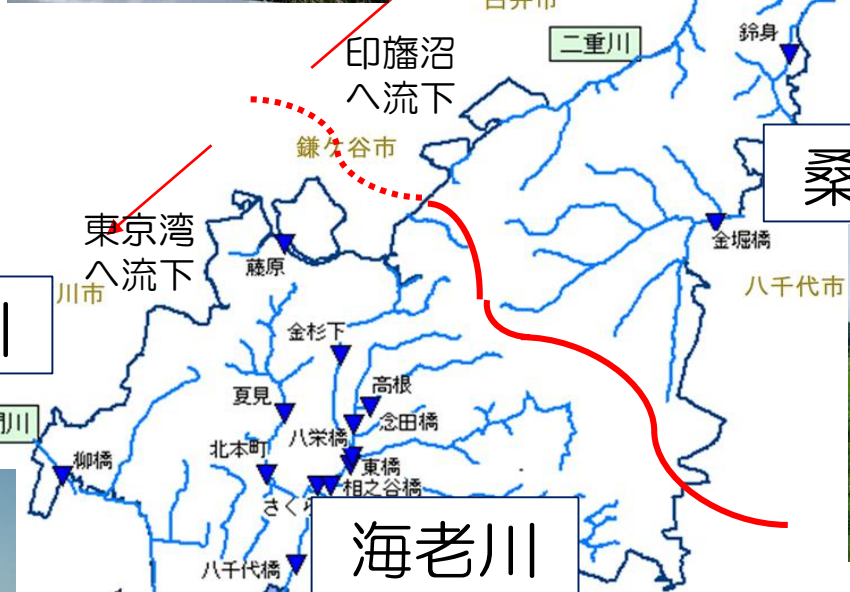 白井市
二重川
鈴身
印旛沼
へ流下
鎌ケ谷市
桑
東京湾
へ流下
藤原
金堀橋
川市
八千代市
川
金杉下
高根
夏見
念田橋
八栄橋
北本町
東橋
柳橋
相之谷橋
さく
海老川
八千代橋